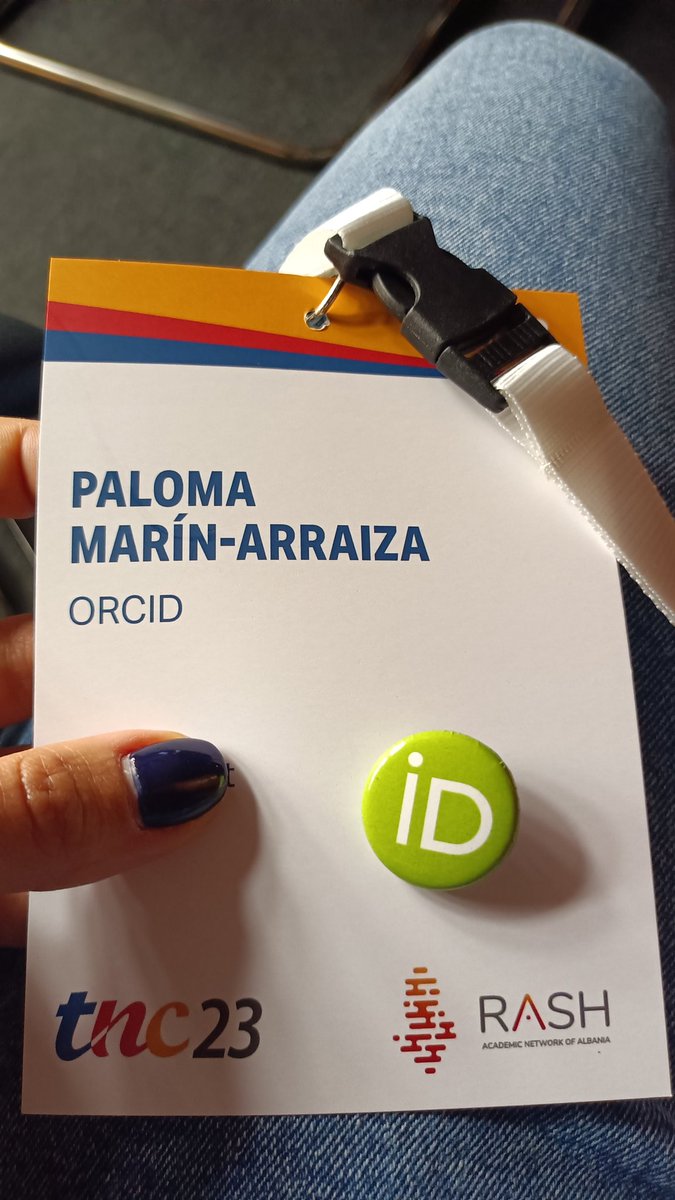 PALOMA
MARÍN-ARRAIZA
ORCID
iD
tnc23
RASH
ACADEMIC NETWORK OF ALBANIA